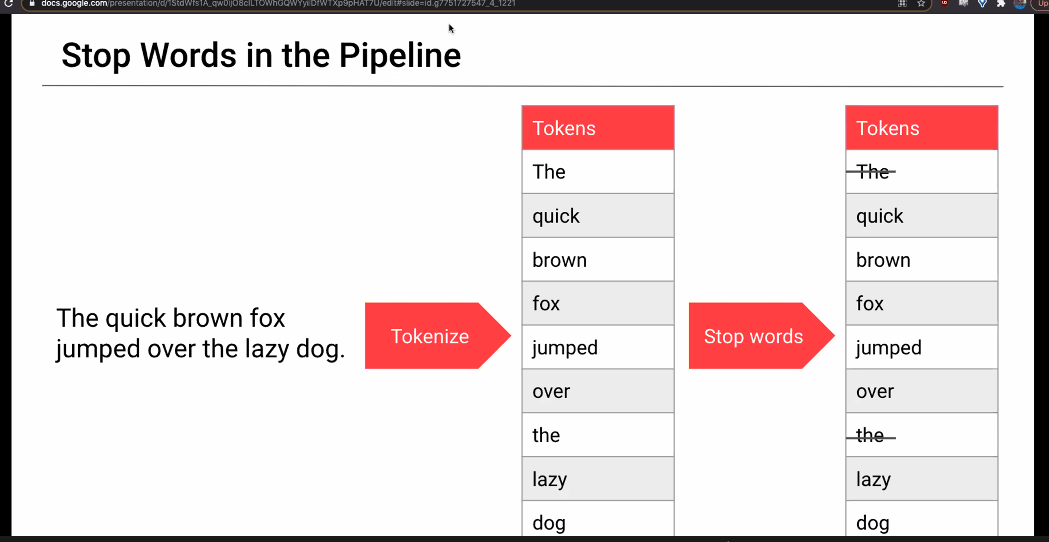 docs.google.com/presentation/d/1StdWfs1A_qw0ijO8clLTOWhGQWYyiDfWTXp9pHAT7U/edit#slide=id.g7751727547_4_1221
Up
Stop Words in the Pipeline
The quick brown fox
jumped over the lazy dog.
Tokenize
Tokens
The
quick
brown
fox
jumped
over
the
lazy
dog
Stop words
Tokens
The
quick
brown
fox
jumped
over
the
lazy
dog